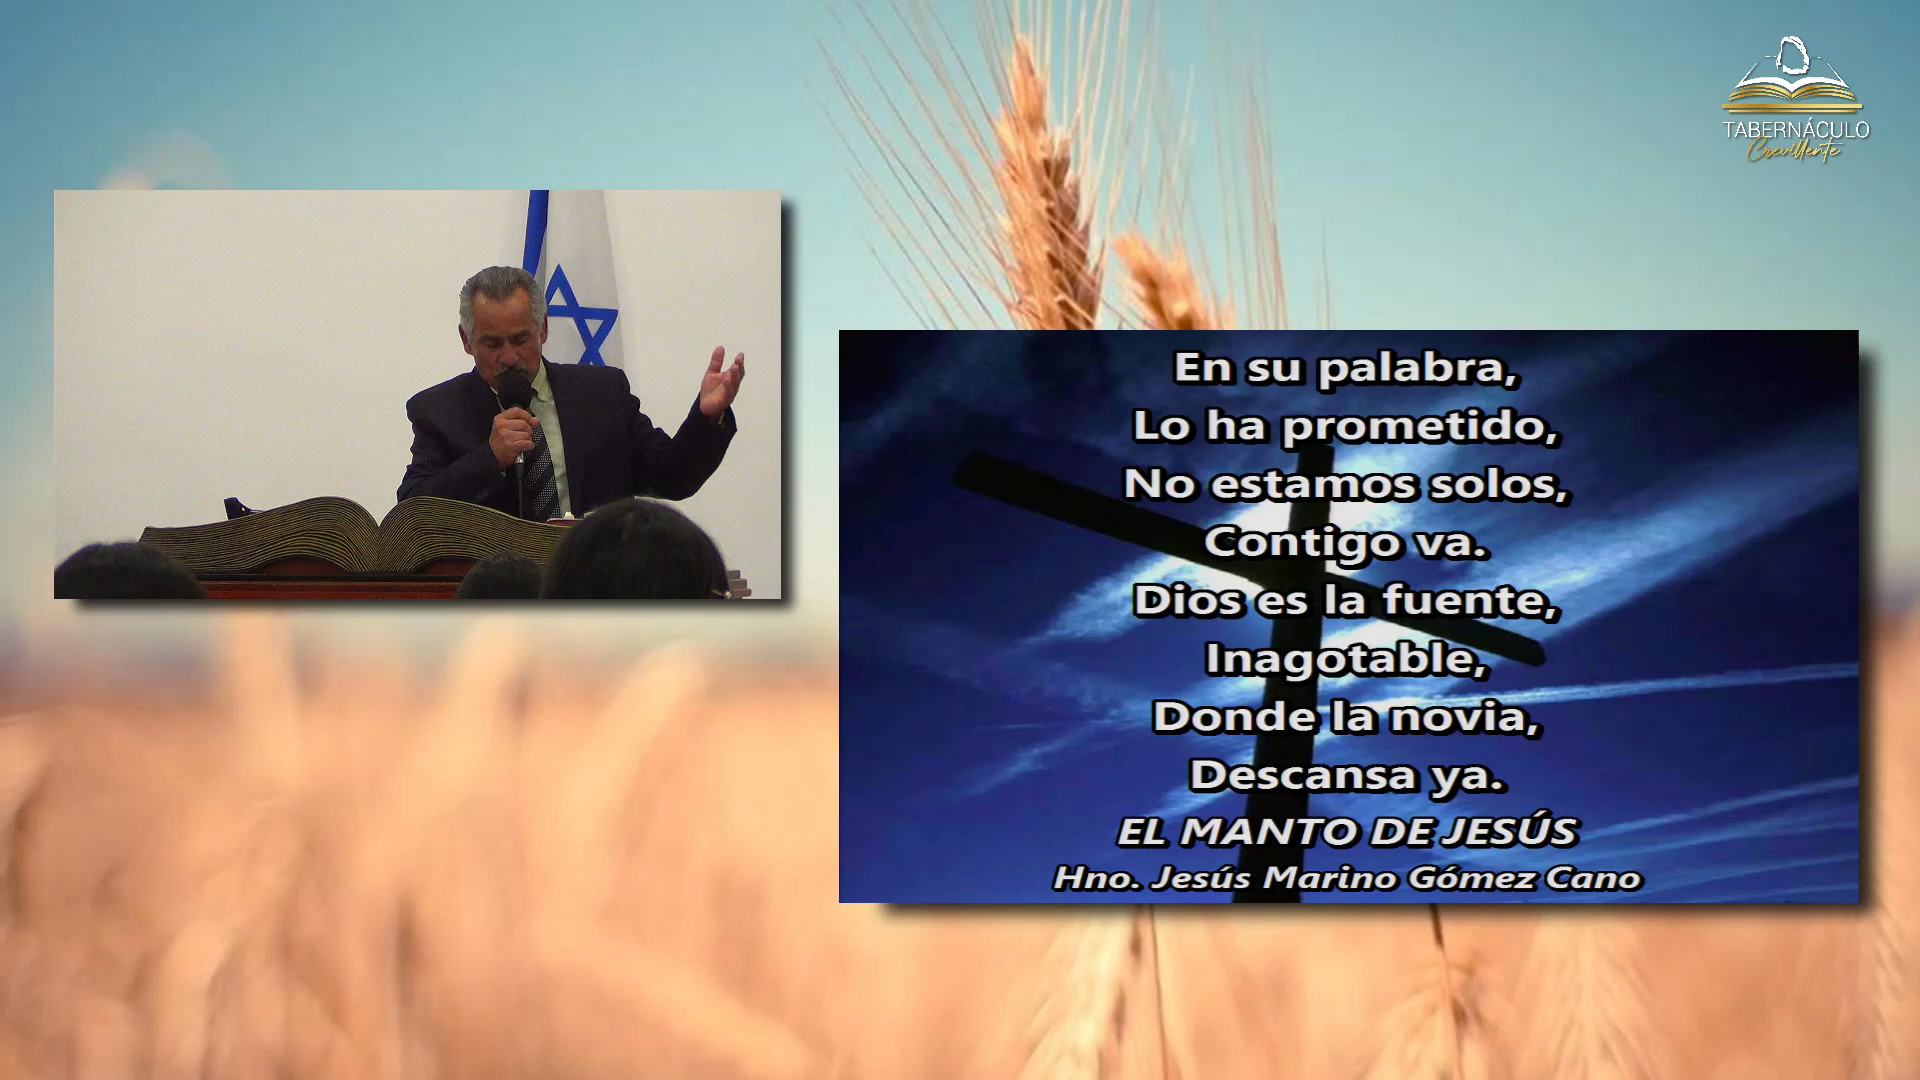 TABERNÁCULO
Crevillente
En su palabra,
Lo ha prometido,
No estamos solos,
Contigo va.
Dios es la fuente,
Inagotable,
Donde la novia,
Descansa ya.
EL MANTO DE JESÚS
Hno. Jesús Marino Gómez Cano